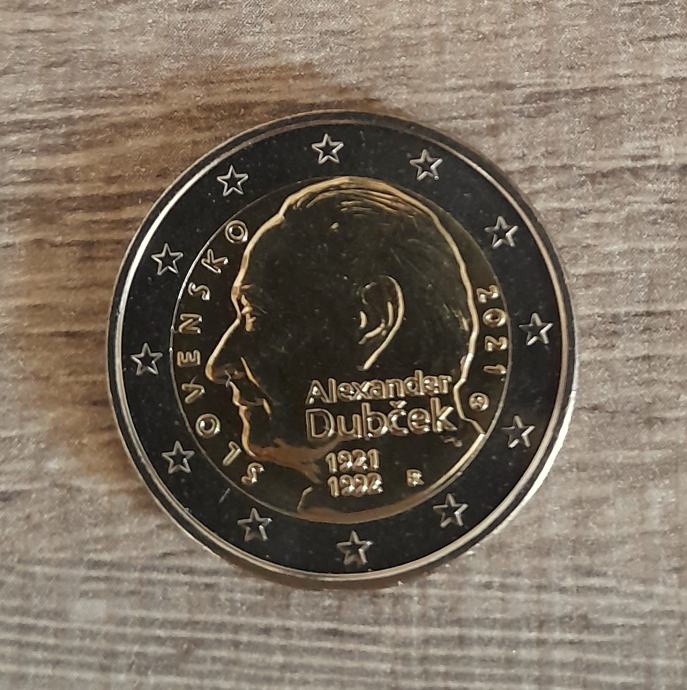 SLOVENSKO
2021
Alexander
Dubček
1921
1992
R